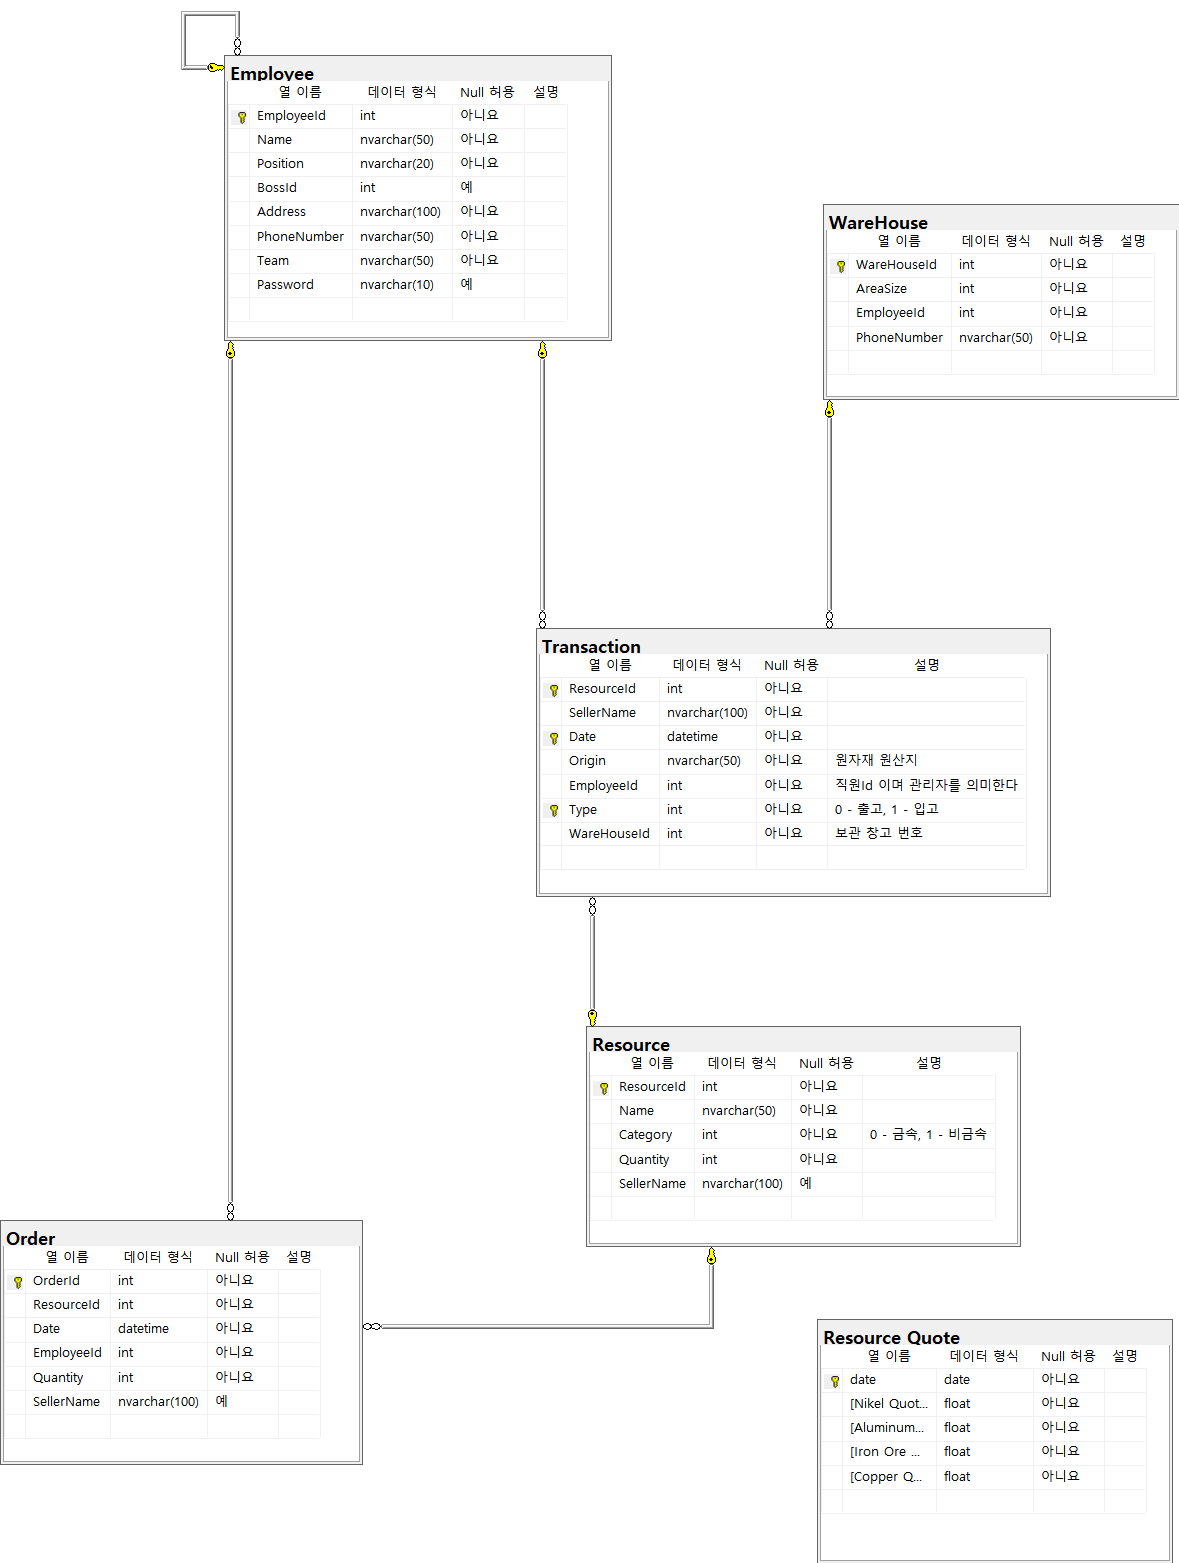 Employee
열 이름 데이터 형식 Null 허용 설명
EmployeeId int 아니요
Name nvarchar(50) 아니요
Position nvarchar(20) 아니요
BossId int 예
Address nvarchar(100) 아니요
PhoneNumber nvarchar(50) 아니요
Team nvarchar(50) 아니요
Password nvarchar(10) 예
WareHouse
열 이름 데이터 형식 Null 허용 설명
WareHouseId int 아니요
AreaSize int 아니요
EmployeeId int 아니요
PhoneNumber nvarchar(50) 아니요
Transaction
열 이름 데이터 형식 Null 허용 설명
ResourceId int 아니요
SellerName nvarchar(100) 아니요
Date datetime 아니요
Origin nvarchar(50) 아니요 원자재 원산지
EmployeeId int 아니요 직원Id 이며 관리자를 의미한다
Type int 아니요 0 - 출고, 1 - 입고
WareHouseId int 아니요 보관 창고 번호
Resource
열 이름 데이터 형식 Null 허용 설명
ResourceId int 아니요
Name nvarchar(50) 아니요
Category int 아니요 0 - 금속, 1 - 비금속
Quantity int 아니요
SellerName nvarchar(100) 예
Order
열 이름 데이터 형식 Null 허용 설명
OrderId int 아니요
ResourceId int 아니요
Date datetime 아니요
EmployeeId int 아니요
Quantity int 아니요
SellerName nvarchar(100) 예
Resource Quote
열 이름 데이터 형식 Null 허용 설명
date date 아니요
[Nikel Quot... float 아니요
[Aluminum... float 아니요
[Iron Ore ... float 아니요
[Copper Q... float 아니요